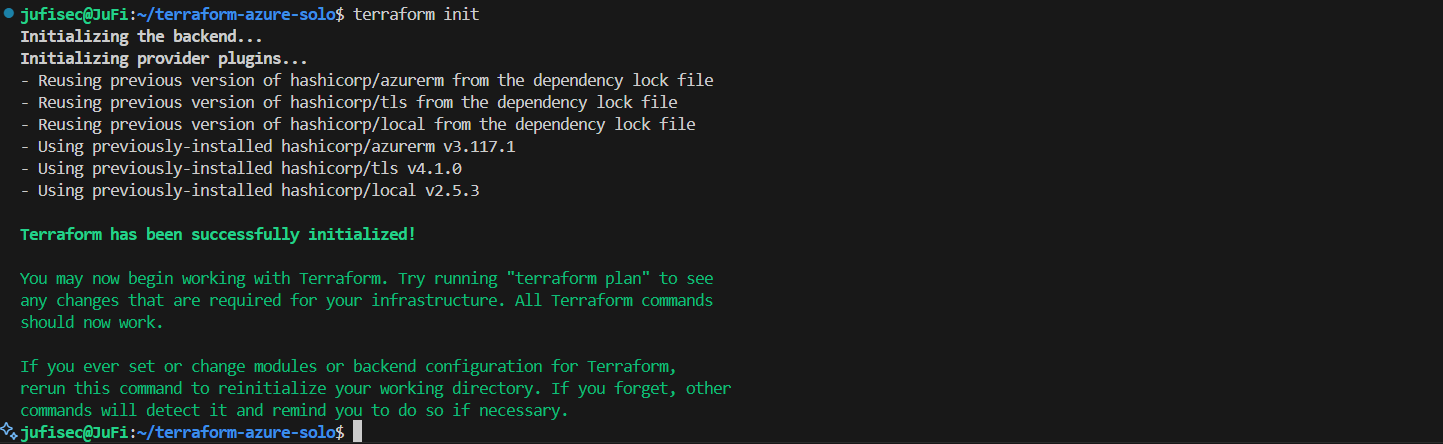 jufisec@JuFi:~/terraform-azure-solo$ terraform init
Initializing the backend...
Initializing provider plugins...
- Reusing previous version of hashicorp/azurerm from the dependency lock file
- Reusing previous version of hashicorp/tls from the dependency lock file
- Reusing previous version of hashicorp/local from the dependency lock file
- Using previously-installed hashicorp/azurerm v3.117.1
- Using previously-installed hashicorp/tls v4.1.0
- Using previously-installed hashicorp/local v2.5.3
Terraform has been successfully initialized!
You may now begin working with Terraform. Try running "terraform plan" to see
any changes that are required for your infrastructure. All Terraform commands
should now work.
If you ever set or change modules or backend configuration for Terraform,
rerun this command to reinitialize your working directory. If you forget, other
commands will detect it and remind you to do so if necessary.
jufisec@JuFi:~/terraform-azure-solo$